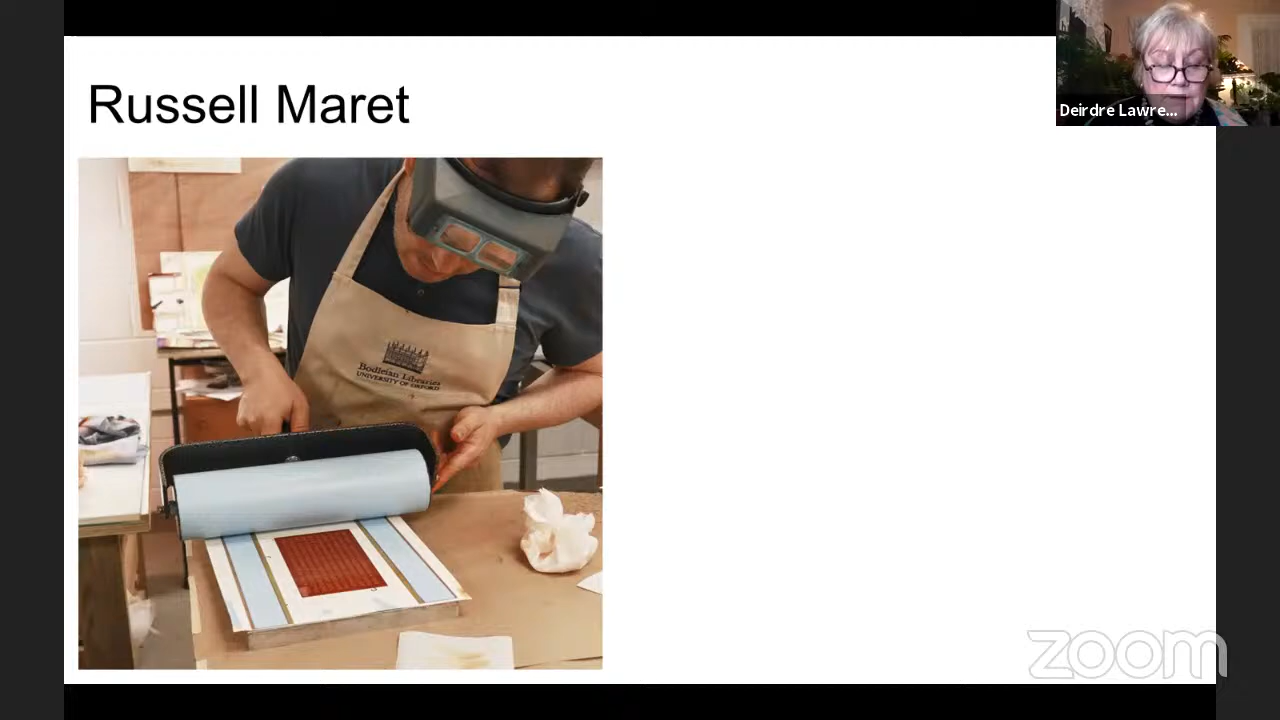 Russell Maret
Deirdre Lawre...
Bodleian Libraries
UNIVERSITY OF OXFORD
zoom